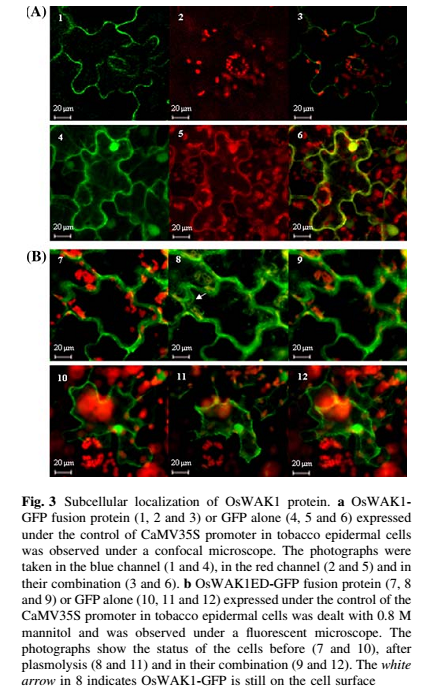 (A)
1 2 3
20 µm 20 µm 20 µm
4 5 6
20 µm 20 µm 20 µm
(B)
7 8 9
20 µm 20 µm 20 µm
10 11 12
20 µm 20 µm 20 µm
Fig. 3 Subcellular localization of OsWAK1 protein. a OsWAK1-
GFP fusion protein (1, 2 and 3) or GFP alone (4, 5 and 6) expressed
under the control of CaMV35S promoter in tobacco epidermal cells
was observed under a confocal microscope. The photographs were
taken in the blue channel (1 and 4), in the red channel (2 and 5) and in
their combination (3 and 6). b OsWAK1ED-GFP fusion protein (7, 8
and 9) or GFP alone (10, 11 and 12) expressed under the control of the
CaMV35S promoter in tobacco epidermal cells was dealt with 0.8 M
mannitol and was observed under a fluorescent microscope. The
photographs show the status of the cells before (7 and 10), after
plasmolysis (8 and 11) and in their combination (9 and 12). The white
arrow in 8 indicates OsWAK1-GFP is still on the cell surface